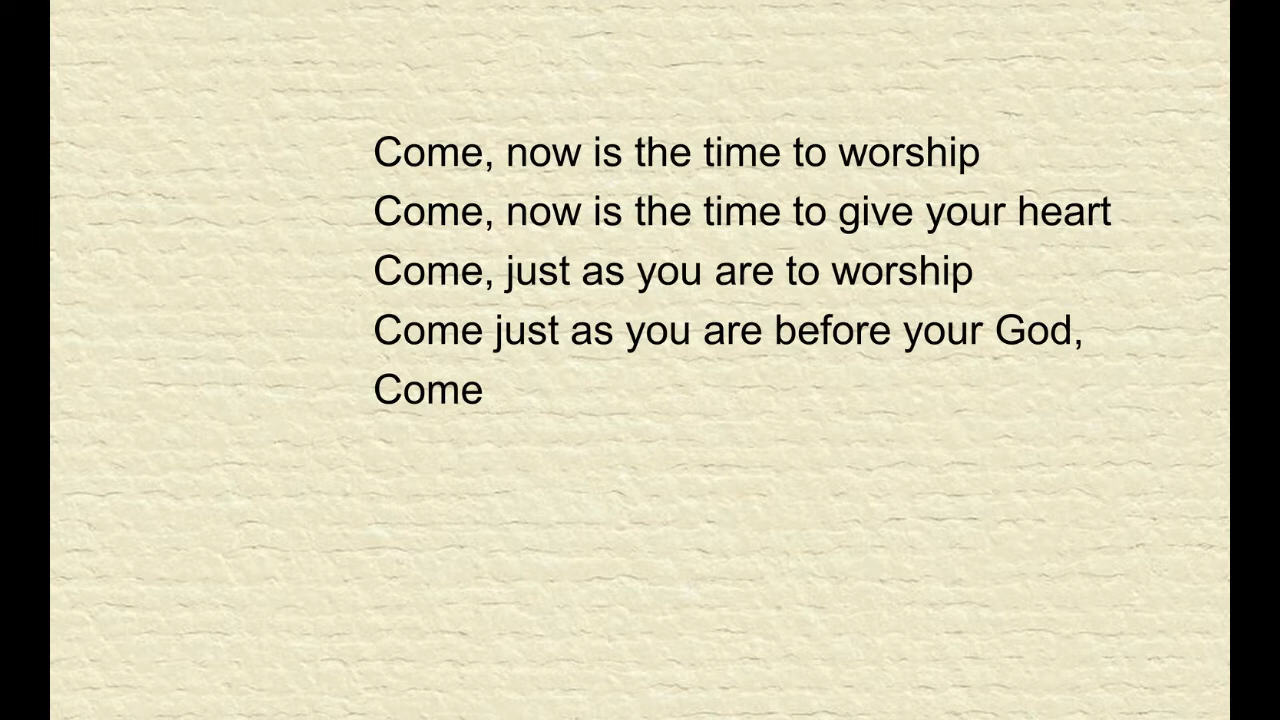 Come, now is the time to worship
Come, now is the time to give your heart
Come, just as you are to worship
Come just as you are before your God,
Come